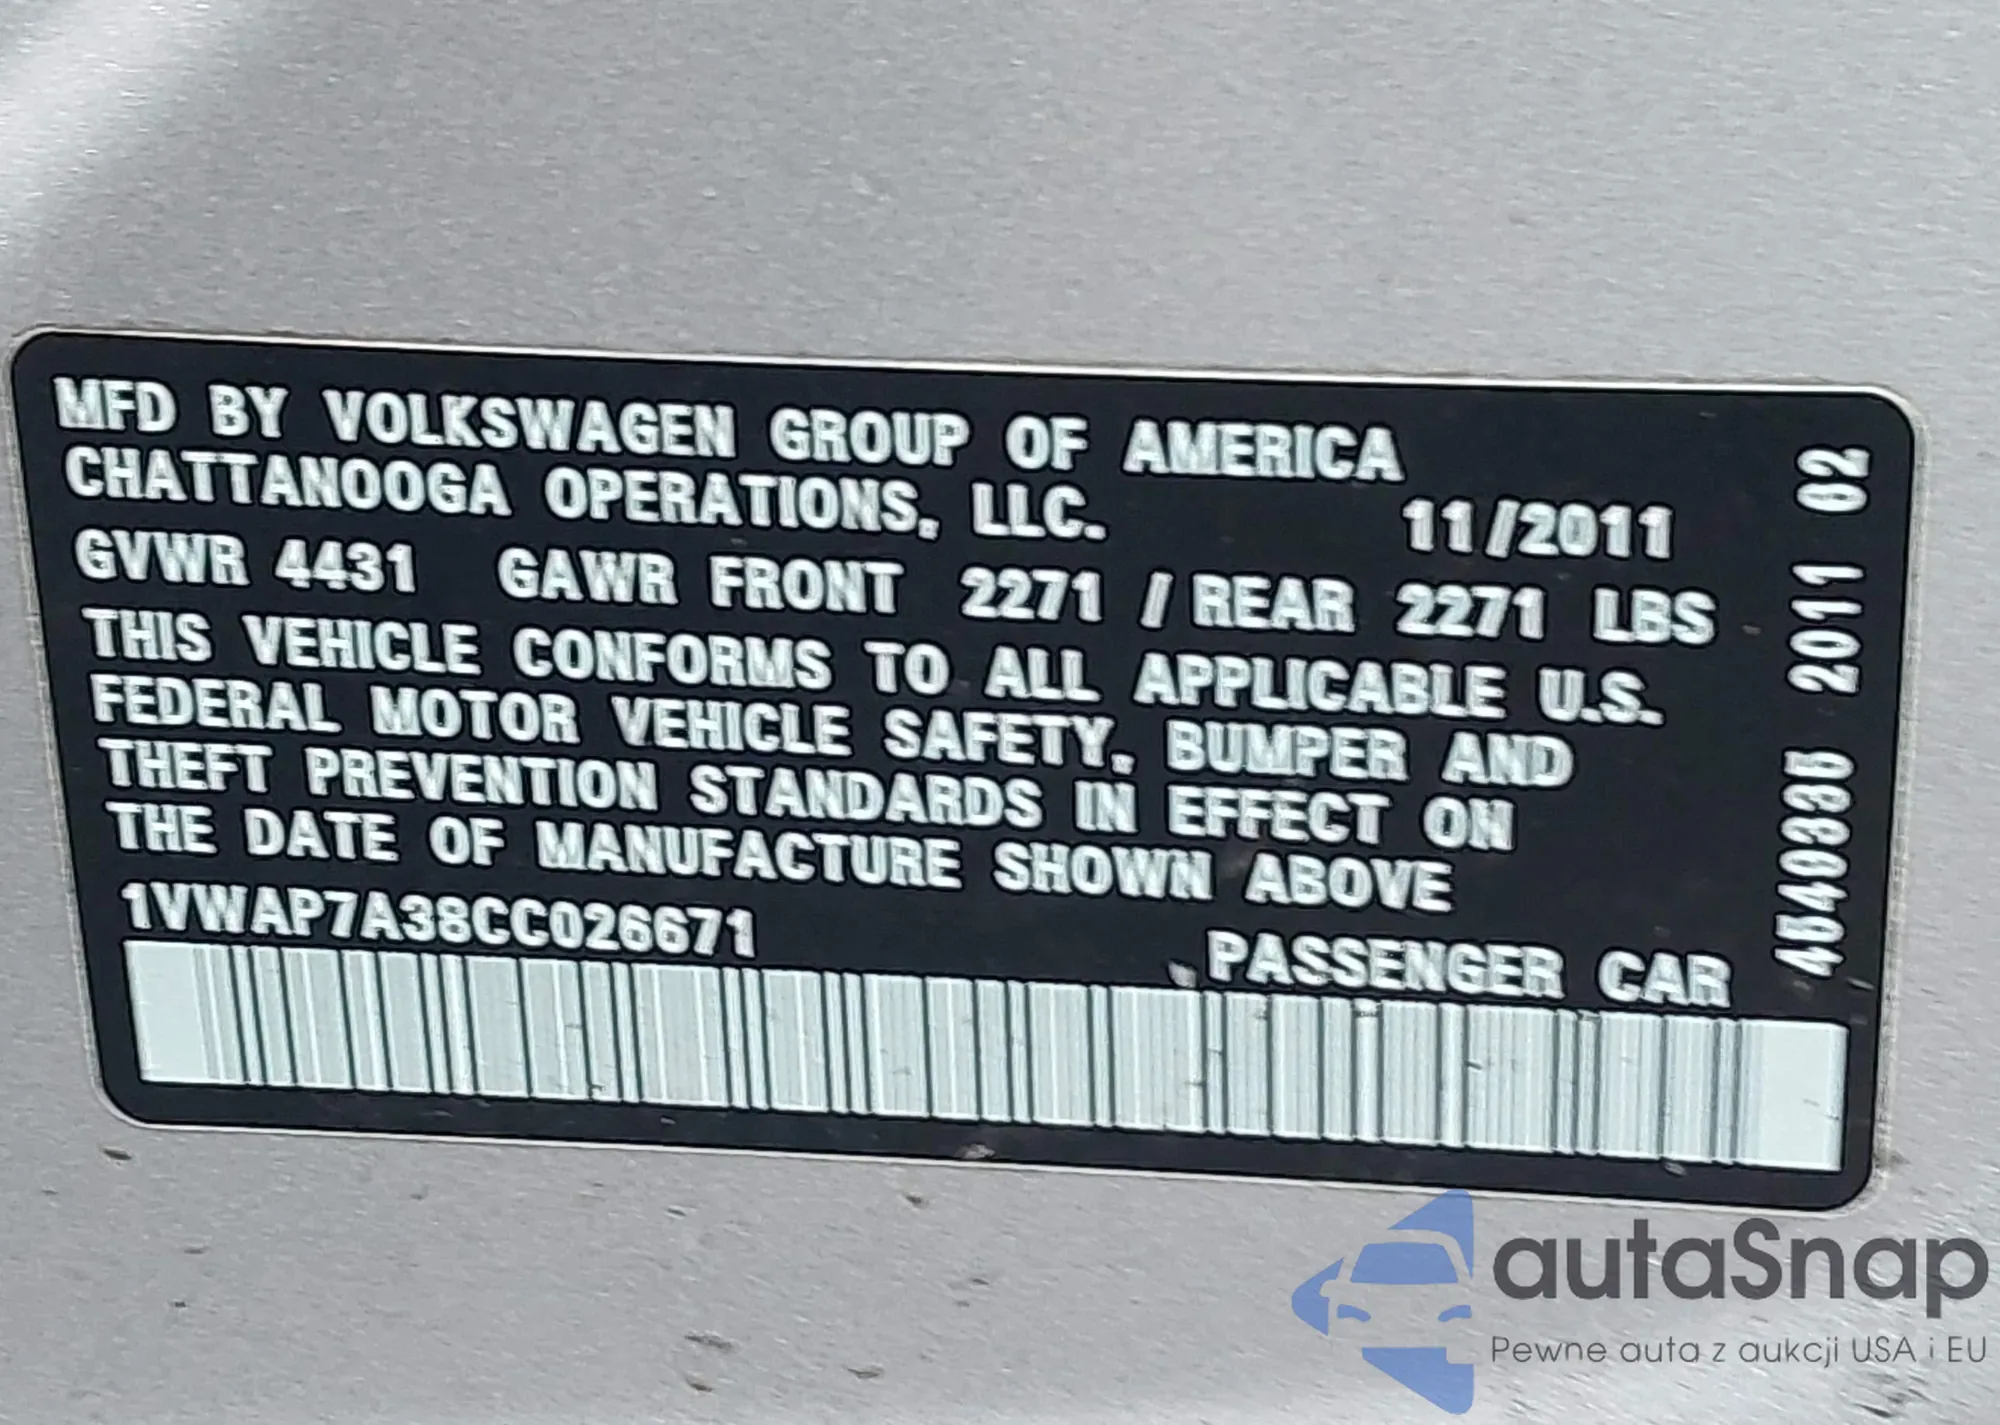 MFD BY VOLKSWAGEN GROUP OF AMERICA
CHATTANOOGA OPERATIONS, LLC. 11/2011
GVWR 4431 GAWR FRONT 2271 / REAR 2271 LBS
THIS VEHICLE CONFORMS TO ALL APPLICABLE U.S.
FEDERAL MOTOR VEHICLE SAFETY, BUMPER AND
THEFT PREVENTION STANDARDS IN EFFECT ON
THE DATE OF MANUFACTURE SHOWN ABOVE
1VWAP7A38CC026671
PASSENGER CAR
4540335 2011 02
autaSnap
Pewne auta z aukcji USA i EU